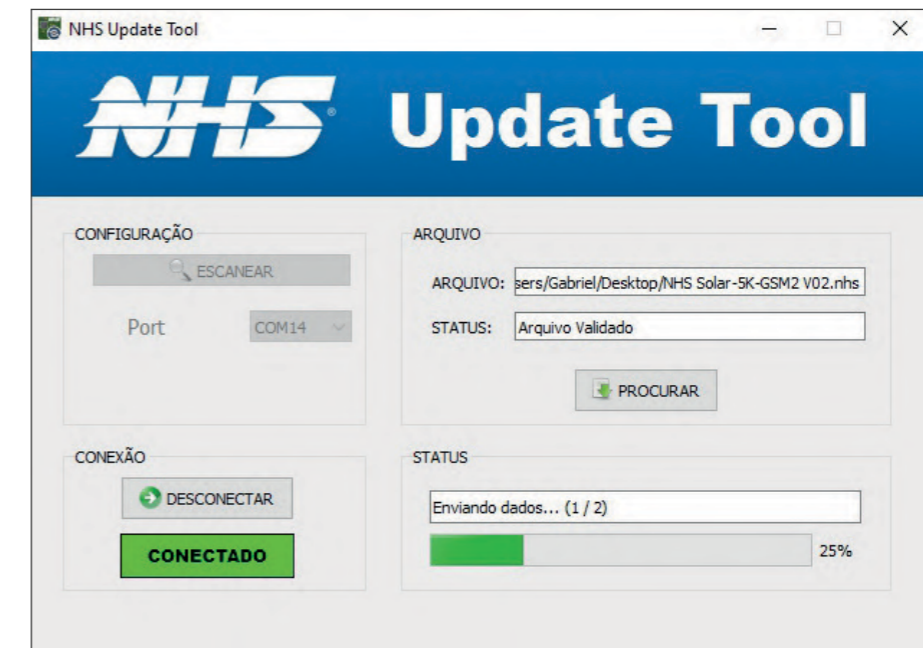 NHS Update Tool
NHS® Update Tool
CONFIGURAÇÃO
ESCANEAR
Port COM14
ARQUIVO
ARQUIVO: sers/Gabriel/Desktop/NHS Solar-5K-GSM2 V02.nhs
STATUS: Arquivo Validado
PROCURAR
CONEXÃO
DESCONECTAR
CONECTADO
STATUS
Enviando dados... (1 / 2)
25%